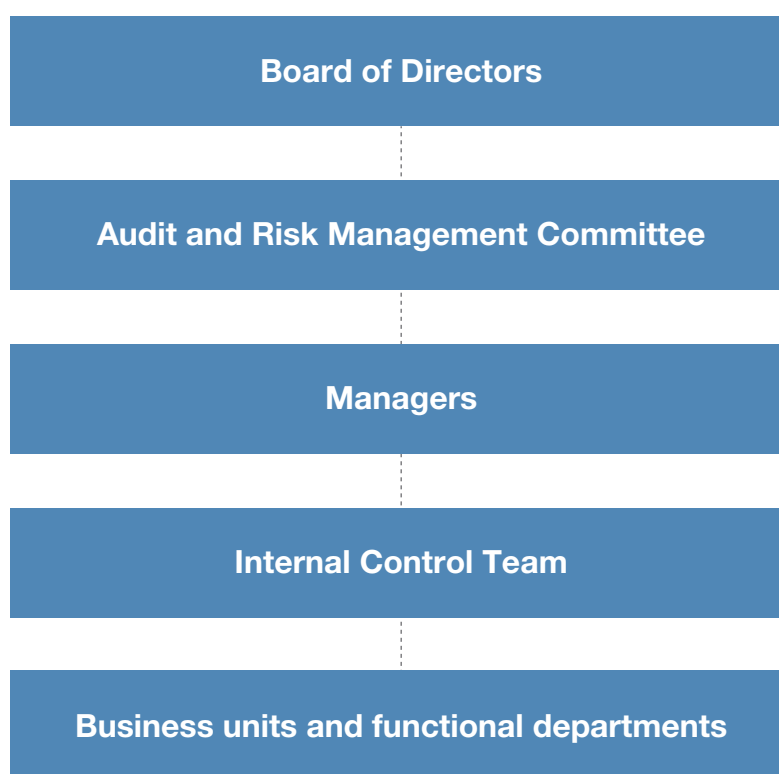 Board of Directors
Audit and Risk Management Committee
Managers
Internal Control Team
Business units and functional departments